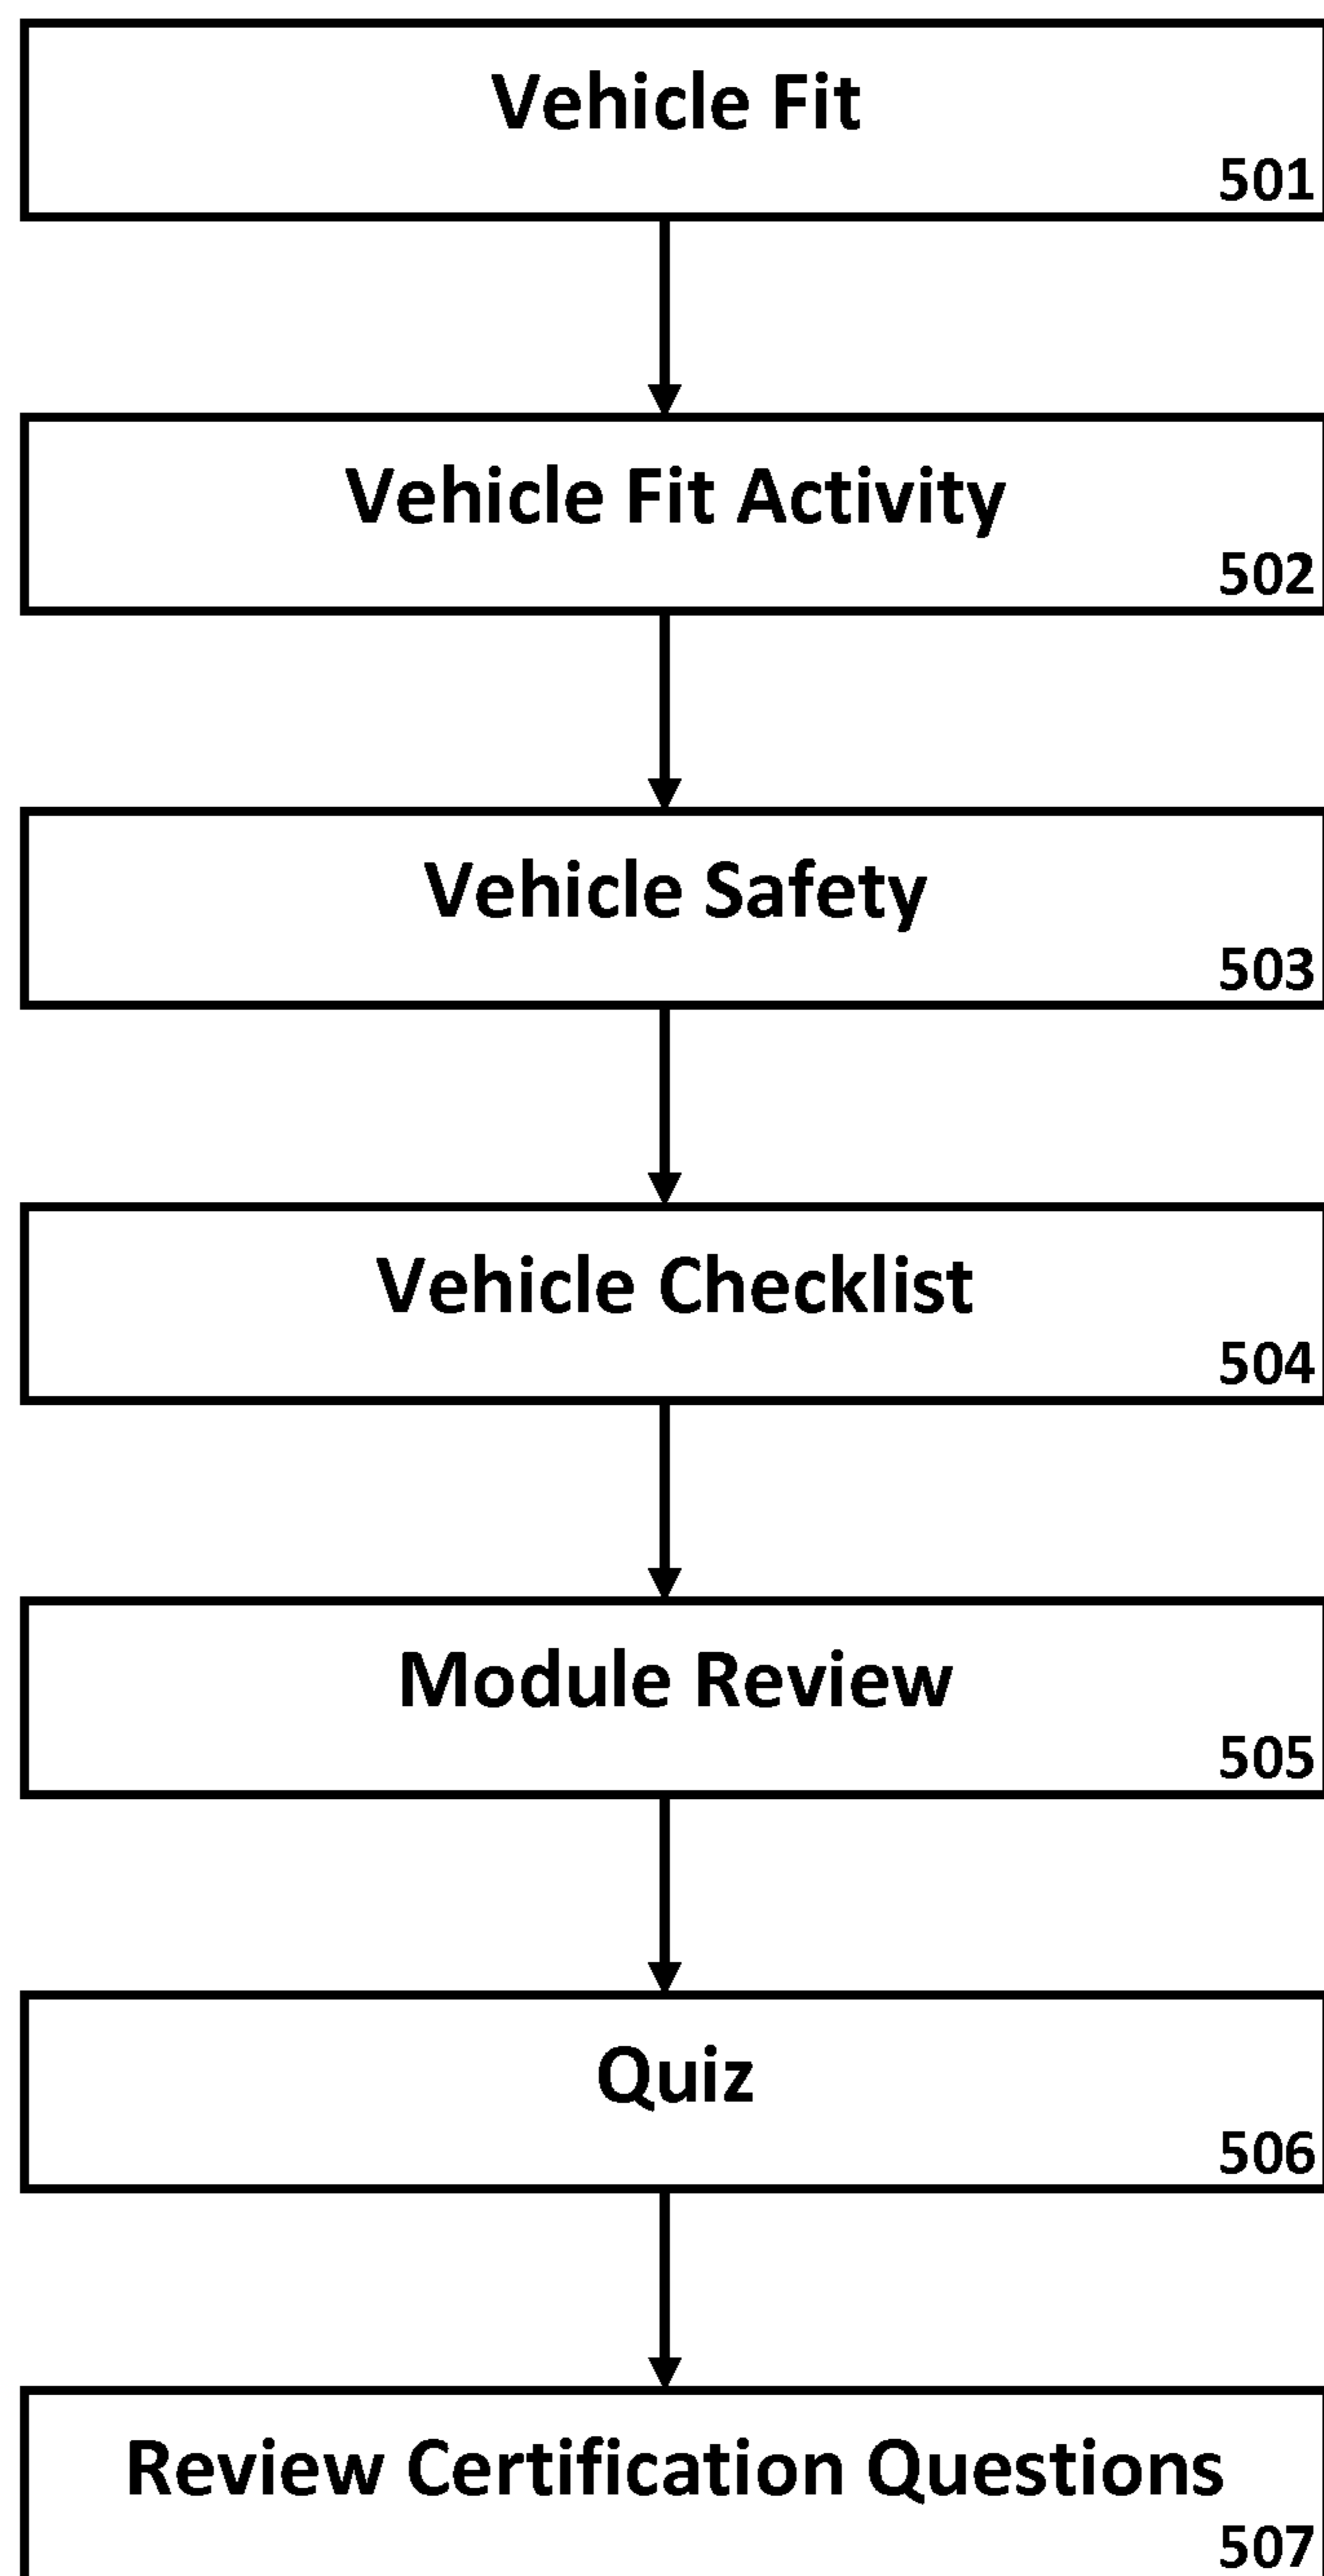 Vehicle Fit
501
Vehicle Fit Activity
502
Vehicle Safety
503
Vehicle Checklist
504
Module Review
505
Quiz
506
Review Certification Questions
507